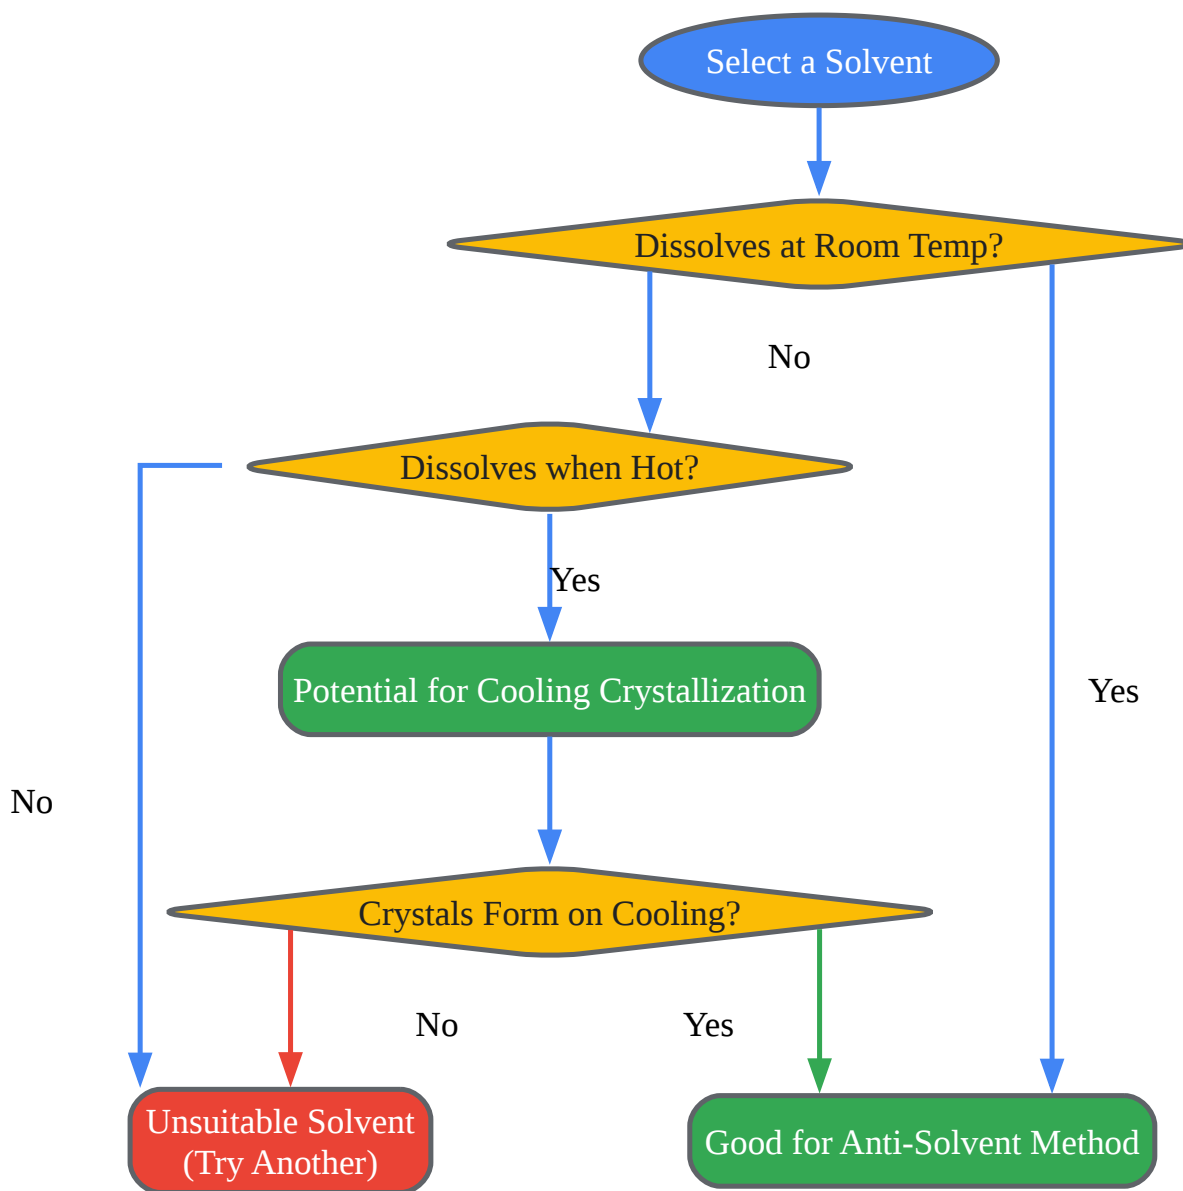 Select a Solvent
Dissolves at Room Temp?
No
Dissolves when Hot?
Yes
Potential for Cooling Crystallization
Yes
No
Crystals Form on Cooling?
No
Yes
Unsuitable Solvent
(Try Another)
Good for Anti-Solvent Method